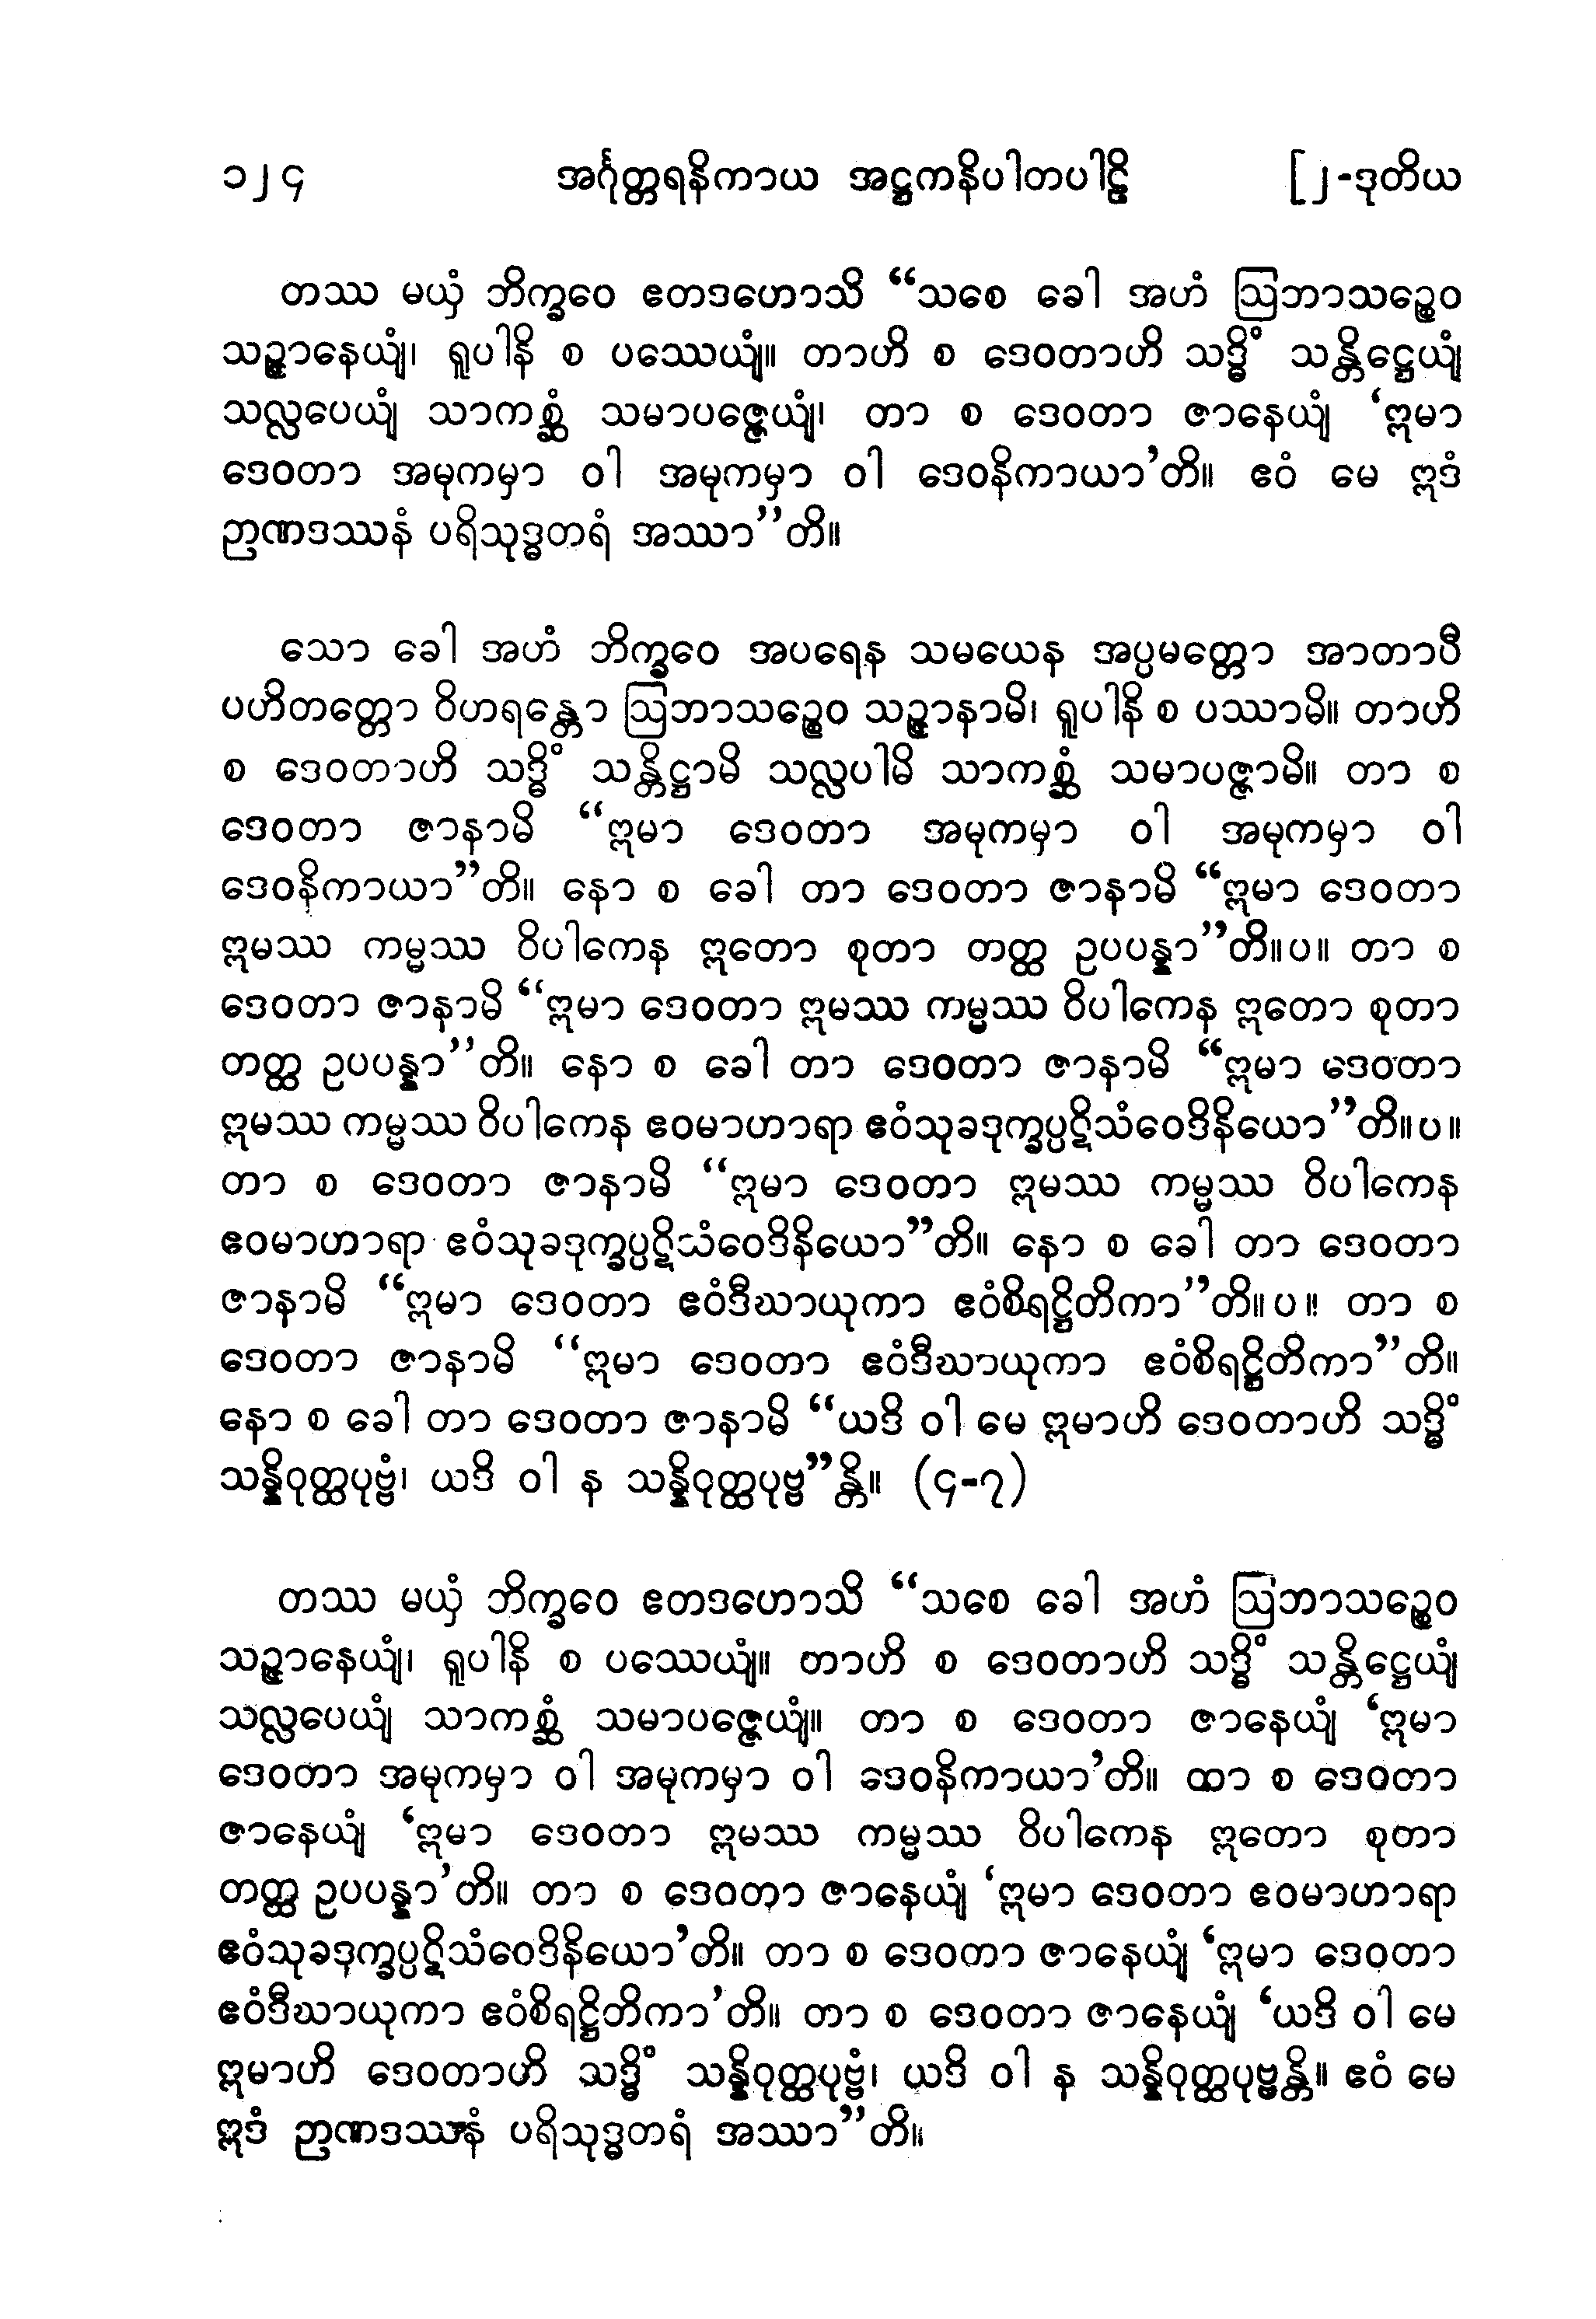 ၁၂၄ အင်္ဂုတ္တရနိကာယ အဋ္ဌကနိပါတပါဠိ [၂-ဒုတိယ
တဿ မယှံ ဘိက္ခဝေ ဧတဒဟောသိ “သစေ ခေါ အဟံ ဩဘာသဉ္စေဝ
သဉ္ဇာနေယျံ၊ ရူပါနိ စ ပဿေယျံ။ တာဟိ စ ဒေဝတာဟိ သဒ္ဓိံ သန္တိဋ္ဌေယျံ
သလ္လပေယျံ သာကစ္ဆံ သမာပဇ္ဇေယျံ၊ တာ စ ဒေဝတာ ဇာနေယျံ ‘ဣမာ
ဒေဝတာ အမုကမှာ ဝါ အမုကမှာ ဝါ ဒေဝနိကာယာ’တိ။ ဧဝံ မေ ဣဒံ
ဉာဏဒဿနံ ပရိသုဒ္ဓတရံ အဿာ”တိ။
သော ခေါ အဟံ ဘိက္ခဝေ အပရေန သမယေန အပ္ပမတ္တော အာတာပီ
ပဟိတတ္တော ဝိဟရန္တော ဩဘာသဉ္စေဝ သဉ္ဇာနာမိ၊ ရူပါနိ စ ပဿာမိ။ တာဟိ
စ ဒေဝတာဟိ သဒ္ဓိံ သန္တိဋ္ဌာမိ သလ္လပါမိ သာကစ္ဆံ သမာပဇ္ဇာမိ။ တာ စ
ဒေဝတာ ဇာနာမိ “ဣမာ ဒေဝတာ အမုကမှာ ဝါ အမုကမှာ ဝါ
ဒေဝနိကာယာ”တိ။ နော စ ခေါ တာ ဒေဝတာ ဇာနာမိ “ဣမာ ဒေဝတာ
ဣမဿ ကမ္မဿ ဝိပါကေန ဣတော စုတာ တတ္ထ ဥပပန္နာ”တိ။ပ။ တာ စ
ဒေဝတာ ဇာနာမိ “ဣမာ ဒေဝတာ ဣမဿ ကမ္မဿ ဝိပါကေန ဣတော စုတာ
တတ္ထ ဥပပန္နာ”တိ။ နော စ ခေါ တာ ဒေဝတာ ဇာနာမိ “ဣမာ ဒေဝတာ
ဣမဿ ကမ္မဿ ဝိပါကေန ဧဝမာဟာရာ ဧဝံသုခဒုက္ခပ္ပဋိသံဝေဒိနိယော”တိ။ပ။
တာ စ ဒေဝတာ ဇာနာမိ “ဣမာ ဒေဝတာ ဣမဿ ကမ္မဿ ဝိပါကေန
ဧဝမာဟာရာ ဧဝံသုခဒုက္ခပ္ပဋိသံဝေဒိနိယော”တိ။ နော စ ခေါ တာ ဒေဝတာ
ဇာနာမိ “ဣမာ ဒေဝတာ ဧဝံဒီဃာယုကာ ဧဝံစိရဋ္ဌိတိကာ”တိ။ပ။ တာ စ
ဒေဝတာ ဇာနာမိ “ဣမာ ဒေဝတာ ဧဝံဒီဃာယုကာ ဧဝံစိရဋ္ဌိတိကာ”တိ။
နော စ ခေါ တာ ဒေဝတာ ဇာနာမိ “ယဒိ ဝါ မေ ဣမာဟိ ဒေဝတာဟိ သဒ္ဓိံ
သန္နိဝုတ္ထပုဗ္ဗံ၊ ယဒိ ဝါ န သန္နိဝုတ္ထပုဗ္ဗ”န္တိ။ (၄-၇)
တဿ မယှံ ဘိက္ခဝေ ဧတဒဟောသိ “သစေ ခေါ အဟံ ဩဘာသဉ္စေဝ
သဉ္ဇာနေယျံ၊ ရူပါနိ စ ပဿေယျံ။ တာဟိ စ ဒေဝတာဟိ သဒ္ဓိံ သန္တိဋ္ဌေယျံ
သလ္လပေယျံ သာကစ္ဆံ သမာပဇ္ဇေယျံ။ တာ စ ဒေဝတာ ဇာနေယျံ ‘ဣမာ
ဒေဝတာ အမုကမှာ ဝါ အမုကမှာ ဝါ ဒေဝနိကာယာ’တိ။ တာ စ ဒေဝတာ
ဇာနေယျံ ‘ဣမာ ဒေဝတာ ဣမဿ ကမ္မဿ ဝိပါကေန ဣတော စုတာ
တတ္ထ ဥပပန္နာ’တိ။ တာ စ ဒေဝတာ ဇာနေယျံ ‘ဣမာ ဒေဝတာ ဧဝမာဟာရာ
ဧဝံသုခဒုက္ခပ္ပဋိသံဝေဒိနိယော’တိ။ တာ စ ဒေဝတာ ဇာနေယျံ ‘ဣမာ ဒေဝတာ
ဧဝံဒီဃာယုကာ ဧဝံစိရဋ္ဌိတိကာ’တိ။ တာ စ ဒေဝတာ ဇာနေယျံ ‘ယဒိ ဝါ မေ
ဣမာဟိ ဒေဝတာဟိ သဒ္ဓိံ သန္နိဝုတ္ထပုဗ္ဗံ၊ ယဒိ ဝါ န သန္နိဝုတ္ထပုဗ္ဗန္တိ။ ဧဝံ မေ
ဣဒံ ဉာဏဒဿနံ ပရိသုဒ္ဓတရံ အဿာ”တိ။